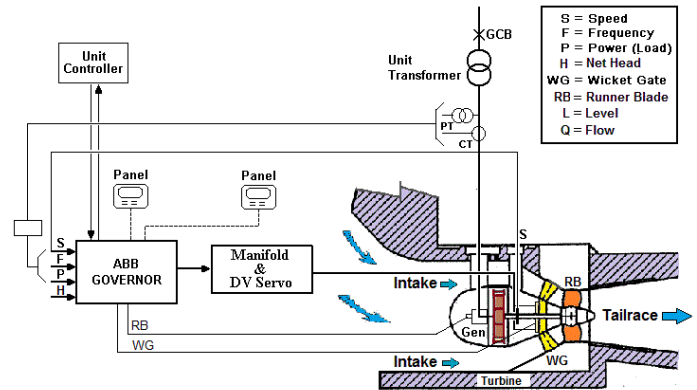 GCB
Unit
Transformer
Unit
Controller
PT
CT
S = Speed
F = Frequency
P = Power (Load)
H = Net Head
WG = Wicket Gate
RB = Runner Blade
L = Level
Q = Flow
Panel
Panel
S
F
P
H
ABB
GOVERNOR
Manifold
&
DV Servo
S
Intake
RB
Tailrace
Gen
RB
WG
Intake
WG
Turbine